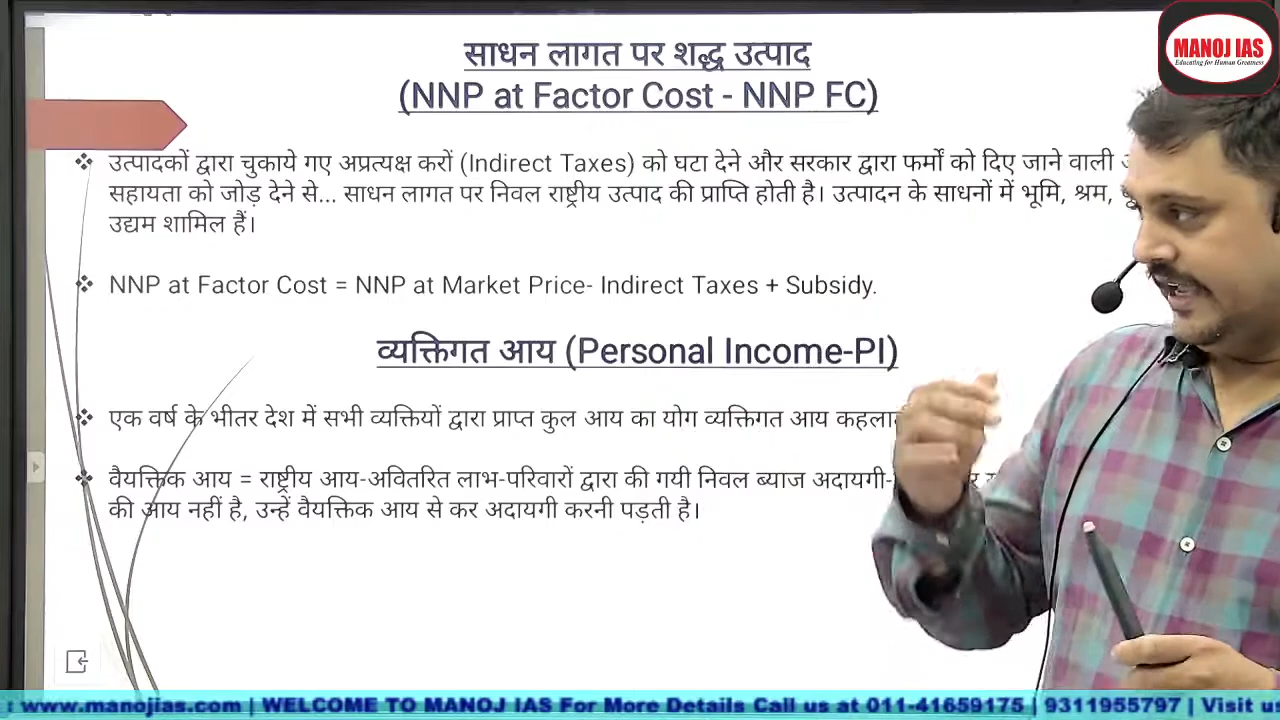 MANOJ IAS
Educating for Human Greatness
साधन लागत पर शद्ध उत्पाद
(NNP at Factor Cost - NNP FC)
❖ उत्पादकों द्वारा चुकाये गए अप्रत्यक्ष करों (Indirect Taxes) को घटा देने और सरकार द्वारा फर्मों को दिए जाने वाली
सहायता को जोड़ देने से... साधन लागत पर निवल राष्ट्रीय उत्पाद की प्राप्ति होती है। उत्पादन के साधनों में भूमि, श्रम,
उद्यम शामिल हैं।
❖ NNP at Factor Cost = NNP at Market Price- Indirect Taxes + Subsidy.
व्यक्तिगत आय (Personal Income-PI)
❖ एक वर्ष के भीतर देश में सभी व्यक्तियों द्वारा प्राप्त कुल आय का योग व्यक्तिगत आय
❖ वैयक्तिक आय = राष्ट्रीय आय-अवितरित लाभ-परिवारों द्वारा की गयी निवल ब्याज अदायगी-
की आय नहीं है, उन्हें वैयक्तिक आय से कर अदायगी करनी पड़ती है।
: www.manojias.com | WELCOME TO MANOJ IAS For More Details Call us at 011-41659175 | 9311955797 | Visit us